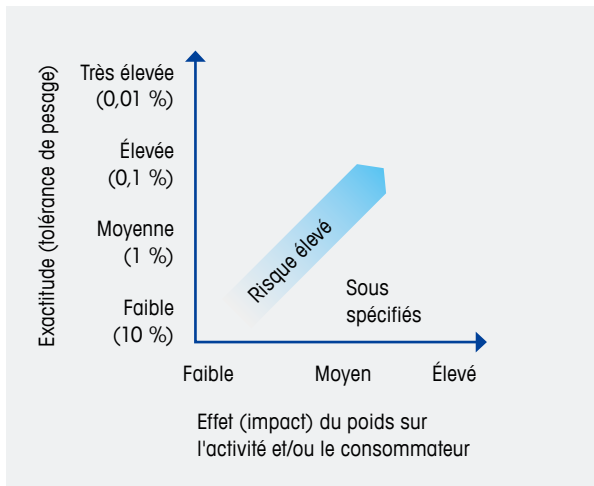 Exactitude (tolérance de pesage)
Très élevée
(0,01 %)
Élevée
(0,1 %)
Moyenne
(1 %)
Faible
(10 %)
Risque élevé
Sous
spécifiés
Faible
Moyen
Élevé
Effet (impact) du poids sur
l'activité et/ou le consommateur